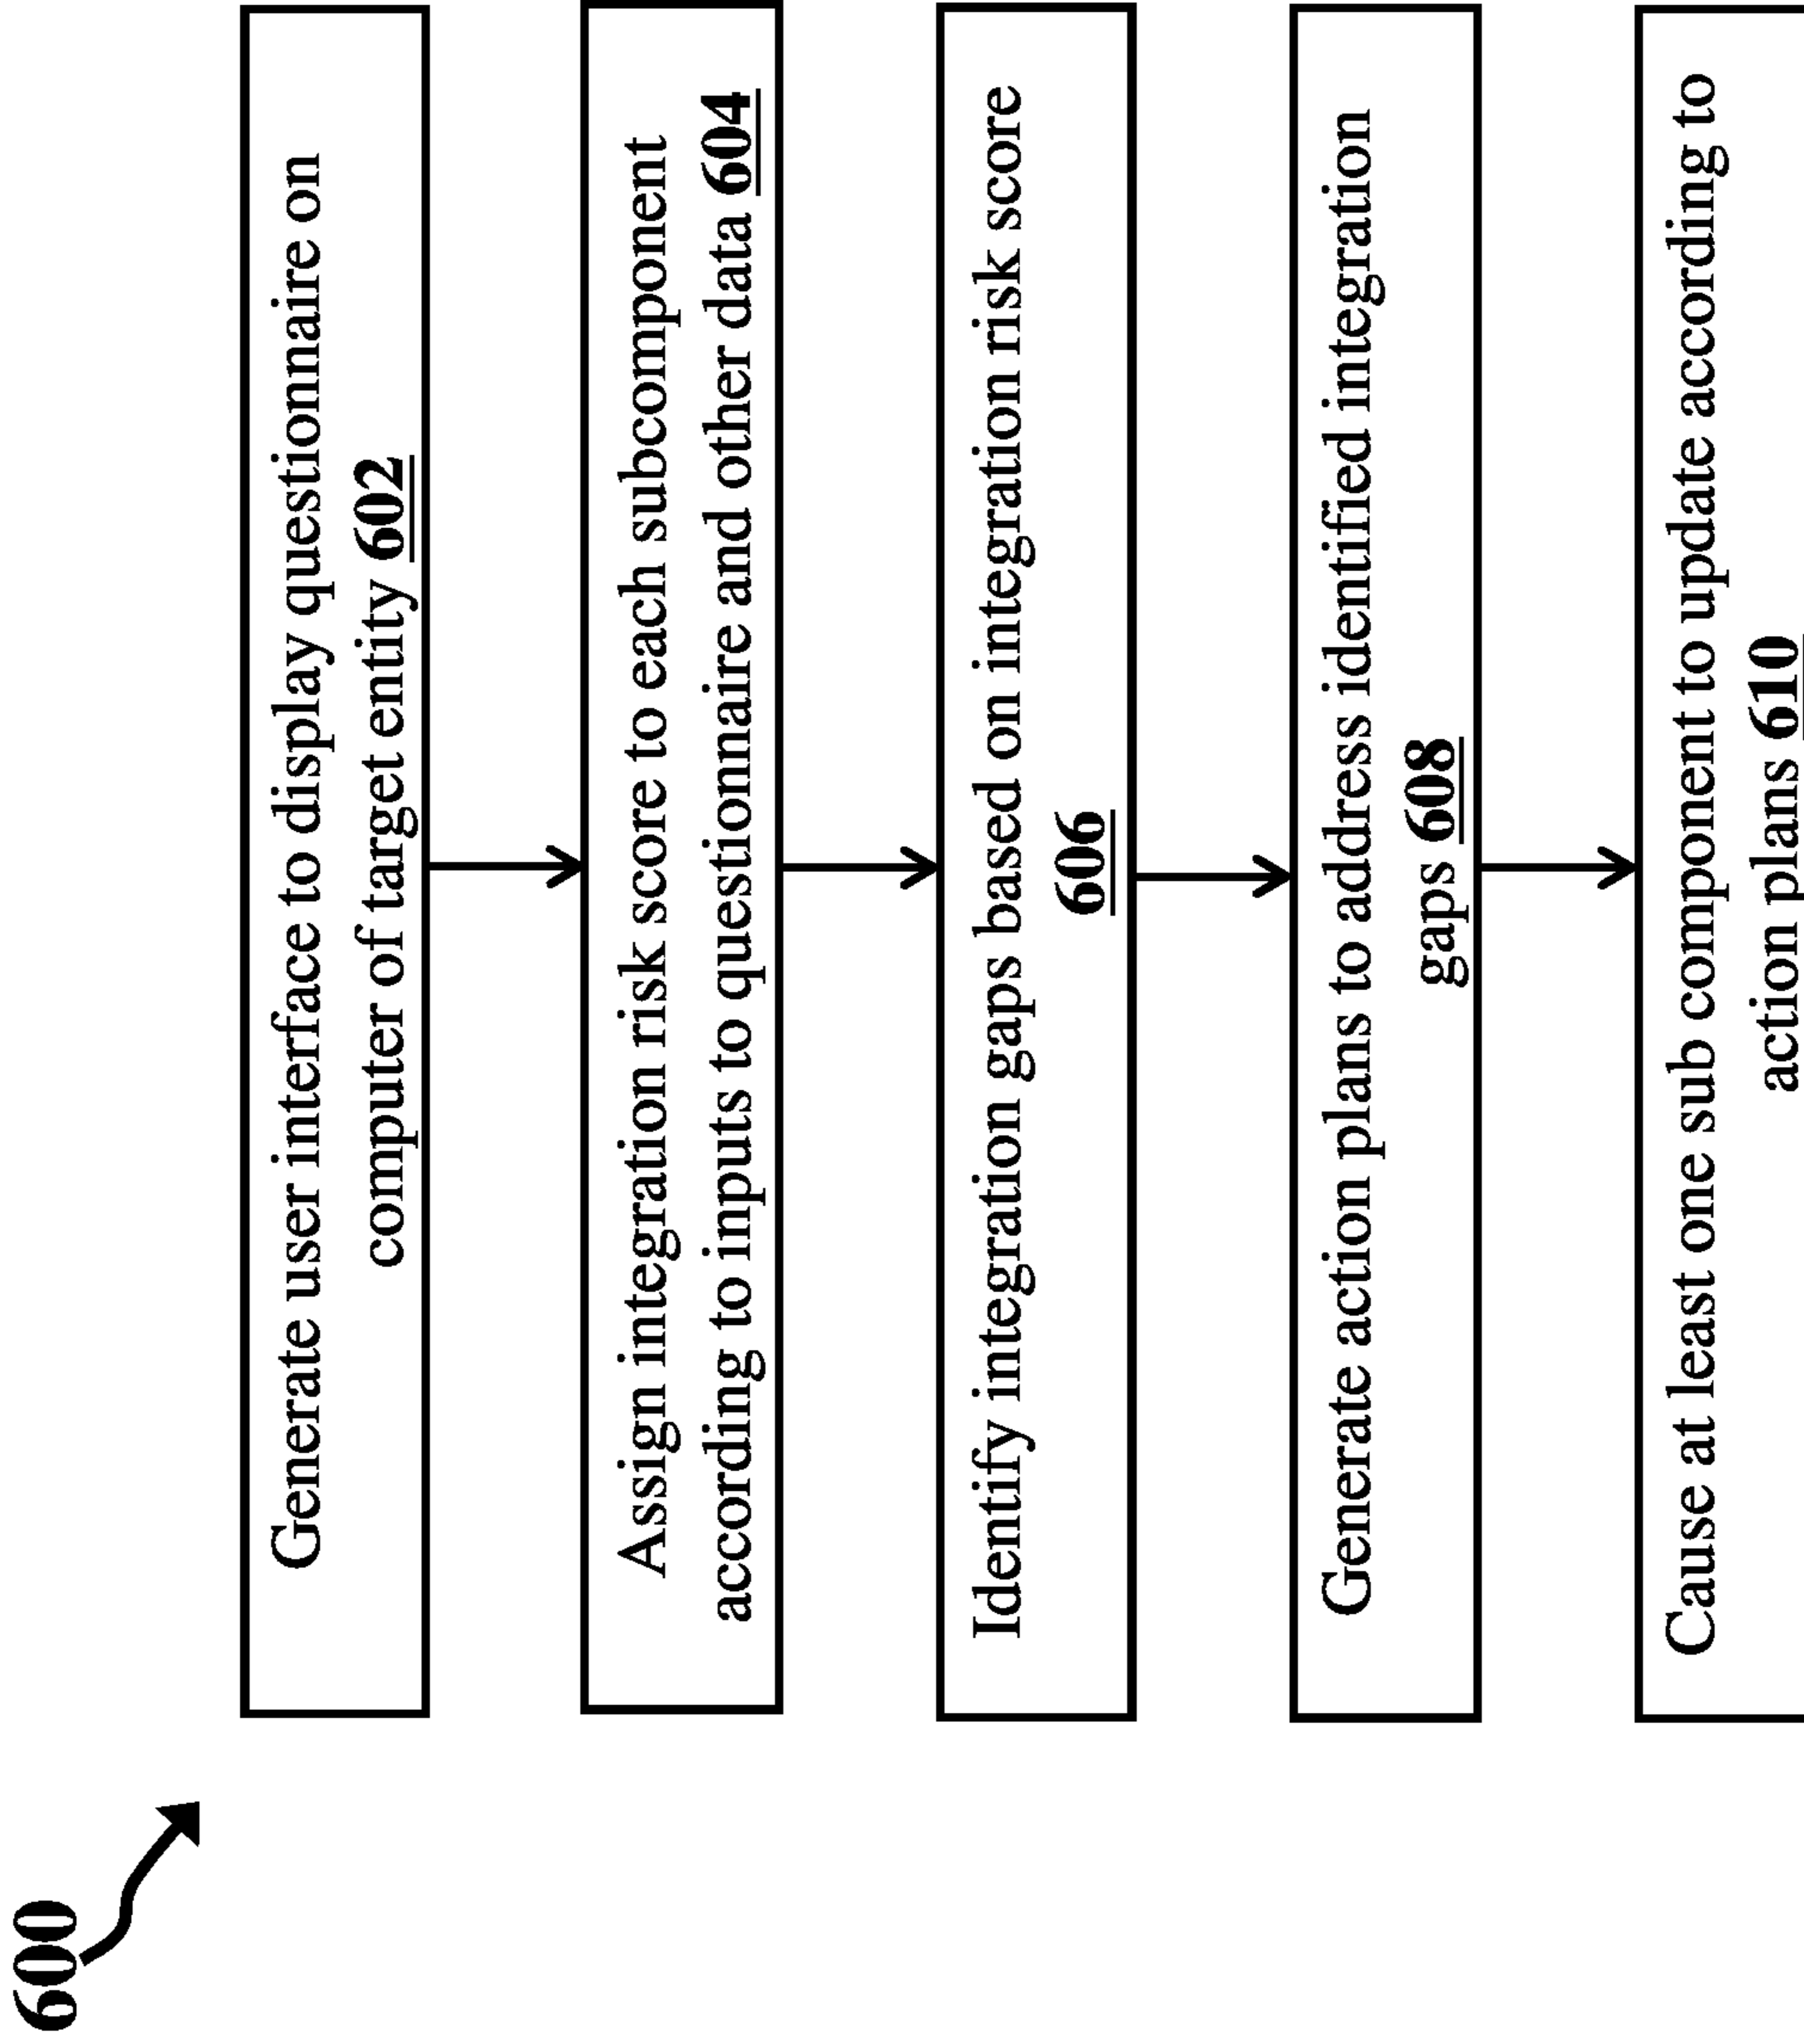 600
Generate user interface to display questionnaire on
computer of target entity 602
Assign integration risk score to each subcomponent
according to inputs to questionnaire and other data 604
Identify integration gaps based on integration risk score
606
Generate action plans to address identified integration
gaps 608
Cause at least one sub component to update according to
action plans 610